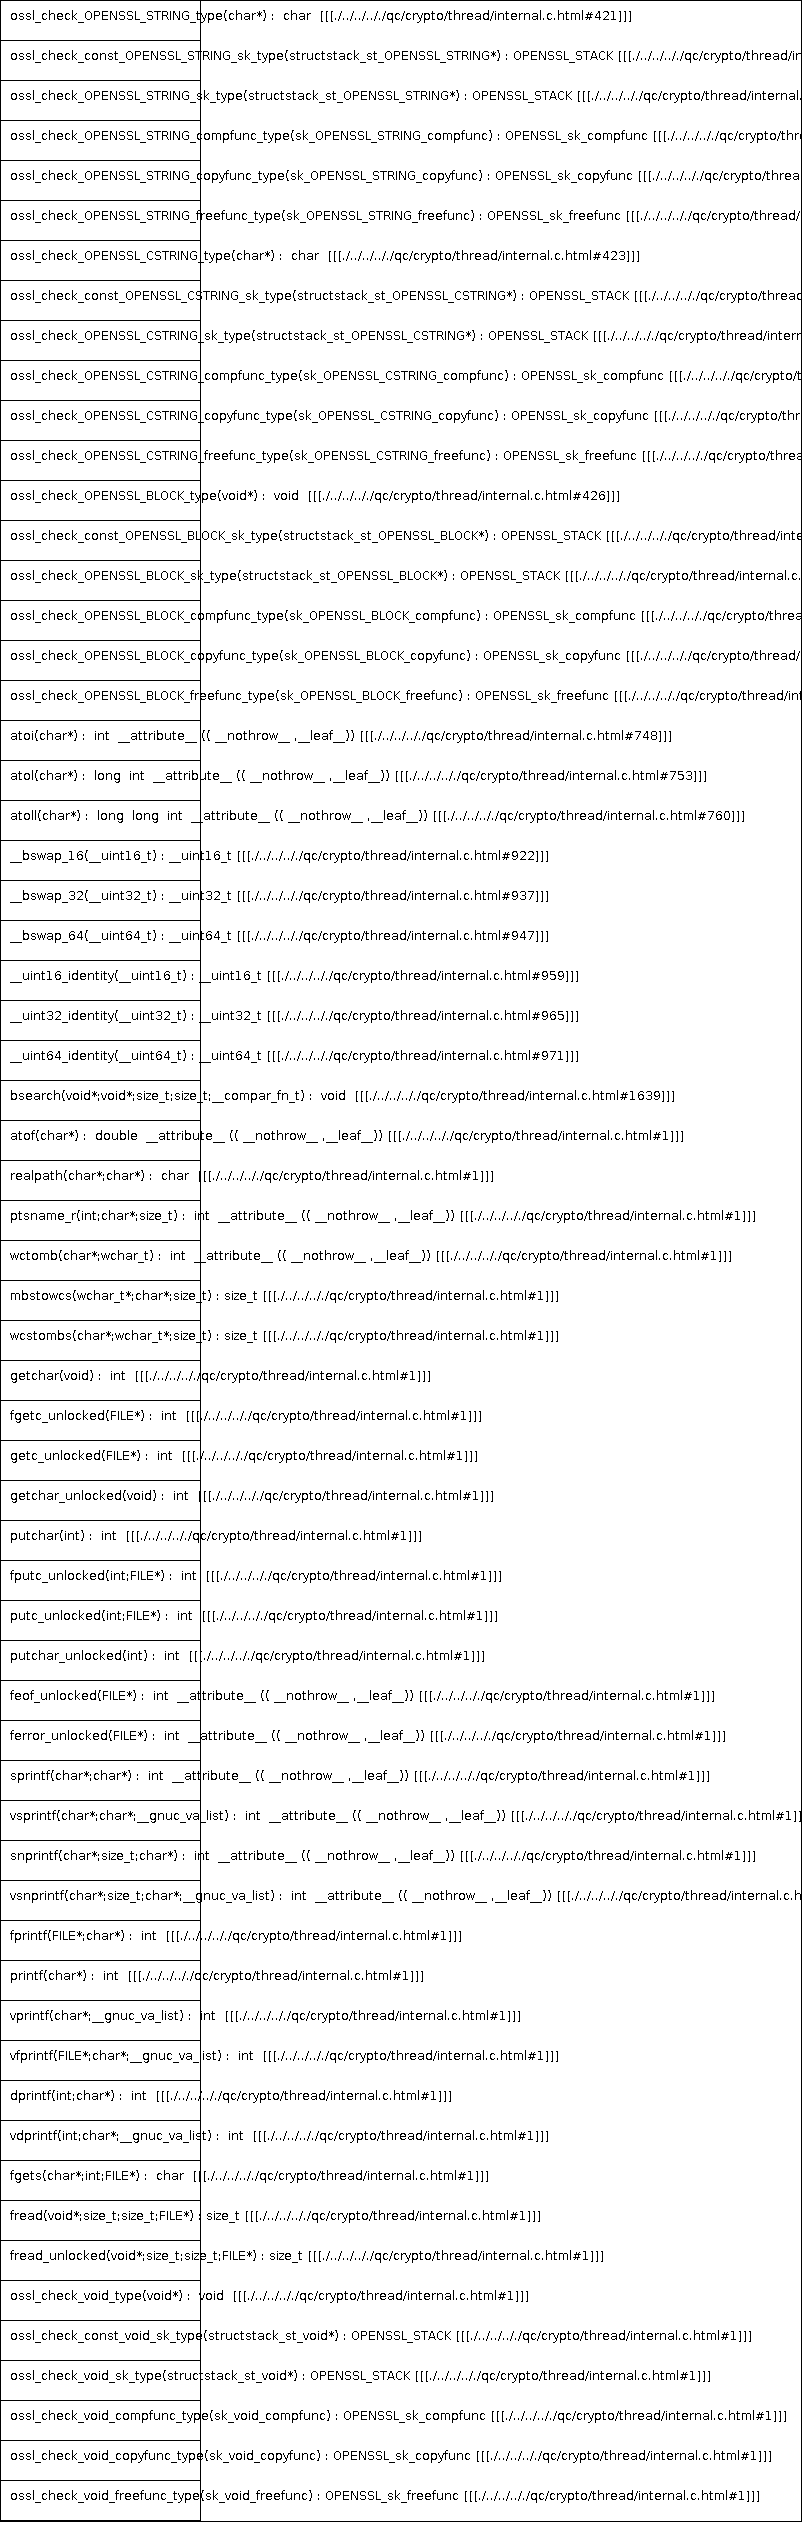 ossl_check_OPENSSL_STRING_type(char*) : char [[[./../../../qc/crypto/thread/internal.c.html#421]]]
ossl_check_const_OPENSSL_STRING_sk_type(structstack_st_OPENSSL_STRING*) : OPENSSL_STACK [[[./../../../qc/crypto/thread/in
ossl_check_OPENSSL_STRING_sk_type(structstack_st_OPENSSL_STRING*) : OPENSSL_STACK [[[./../../../qc/crypto/thread/internal.
ossl_check_OPENSSL_STRING_compfunc_type(sk_OPENSSL_STRING_compfunc) : OPENSSL_sk_compfunc [[[./../../../qc/crypto/thre
ossl_check_OPENSSL_STRING_copyfunc_type(sk_OPENSSL_STRING_copyfunc) : OPENSSL_sk_copyfunc [[[./../../../qc/crypto/threa
ossl_check_OPENSSL_STRING_freefunc_type(sk_OPENSSL_STRING_freefunc) : OPENSSL_sk_freefunc [[[./../../../qc/crypto/thread/
ossl_check_OPENSSL_CSTRING_type(char*) : char [[[./../../../qc/crypto/thread/internal.c.html#423]]]
ossl_check_const_OPENSSL_CSTRING_sk_type(structstack_st_OPENSSL_CSTRING*) : OPENSSL_STACK [[[./../../../qc/crypto/thread
ossl_check_OPENSSL_CSTRING_sk_type(structstack_st_OPENSSL_CSTRING*) : OPENSSL_STACK [[[./../../../qc/crypto/thread/intern
ossl_check_OPENSSL_CSTRING_compfunc_type(sk_OPENSSL_CSTRING_compfunc) : OPENSSL_sk_compfunc [[[./../../../qc/crypto/t
ossl_check_OPENSSL_CSTRING_copyfunc_type(sk_OPENSSL_CSTRING_copyfunc) : OPENSSL_sk_copyfunc [[[./../../../qc/crypto/thr
ossl_check_OPENSSL_CSTRING_freefunc_type(sk_OPENSSL_CSTRING_freefunc) : OPENSSL_sk_freefunc [[[./../../../qc/crypto/threa
ossl_check_OPENSSL_BLOCK_type(void*) : void [[[./../../../qc/crypto/thread/internal.c.html#426]]]
ossl_check_const_OPENSSL_BLOCK_sk_type(structstack_st_OPENSSL_BLOCK*) : OPENSSL_STACK [[[./../../../qc/crypto/thread/inte
ossl_check_OPENSSL_BLOCK_sk_type(structstack_st_OPENSSL_BLOCK*) : OPENSSL_STACK [[[./../../../qc/crypto/thread/internal.c.
ossl_check_OPENSSL_BLOCK_compfunc_type(sk_OPENSSL_BLOCK_compfunc) : OPENSSL_sk_compfunc [[[./../../../qc/crypto/threa
ossl_check_OPENSSL_BLOCK_copyfunc_type(sk_OPENSSL_BLOCK_copyfunc) : OPENSSL_sk_copyfunc [[[./../../../qc/crypto/thread/
ossl_check_OPENSSL_BLOCK_freefunc_type(sk_OPENSSL_BLOCK_freefunc) : OPENSSL_sk_freefunc [[[./../../../qc/crypto/thread/int
atoi(char*) : int __attribute__ (( __nothrow__ ,__leaf__)) [[[./../../../qc/crypto/thread/internal.c.html#748]]]
atol(char*) : long int __attribute__ (( __nothrow__ ,__leaf__)) [[[./../../../qc/crypto/thread/internal.c.html#753]]]
atoll(char*) : long long int __attribute__ (( __nothrow__ ,__leaf__)) [[[./../../../qc/crypto/thread/internal.c.html#760]]]
__bswap_16(__uint16_t) : __uint16_t [[[./../../../qc/crypto/thread/internal.c.html#922]]]
__bswap_32(__uint32_t) : __uint32_t [[[./../../../qc/crypto/thread/internal.c.html#937]]]
__bswap_64(__uint64_t) : __uint64_t [[[./../../../qc/crypto/thread/internal.c.html#947]]]
__uint16_identity(__uint16_t) : __uint16_t [[[./../../../qc/crypto/thread/internal.c.html#959]]]
__uint32_identity(__uint32_t) : __uint32_t [[[./../../../qc/crypto/thread/internal.c.html#965]]]
__uint64_identity(__uint64_t) : __uint64_t [[[./../../../qc/crypto/thread/internal.c.html#971]]]
bsearch(void*;void*;size_t;size_t;__compar_fn_t) : void [[[./../../../qc/crypto/thread/internal.c.html#1639]]]
atof(char*) : double __attribute__ (( __nothrow__ ,__leaf__)) [[[./../../../qc/crypto/thread/internal.c.html#1]]]
realpath(char*;char*) : char [[[./../../../qc/crypto/thread/internal.c.html#1]]]
ptsname_r(int;char*;size_t) : int __attribute__ (( __nothrow__ ,__leaf__)) [[[./../../../qc/crypto/thread/internal.c.html#1]]]
wctomb(char*;wchar_t) : int __attribute__ (( __nothrow__ ,__leaf__)) [[[./../../../qc/crypto/thread/internal.c.html#1]]]
mbstowcs(wchar_t*;char*;size_t) : size_t [[[./../../../qc/crypto/thread/internal.c.html#1]]]
wcstombs(char*;wchar_t*;size_t) : size_t [[[./../../../qc/crypto/thread/internal.c.html#1]]]
getchar(void) : int [[[./../../../qc/crypto/thread/internal.c.html#1]]]
fgetc_unlocked(FILE*) : int [[[./../../../qc/crypto/thread/internal.c.html#1]]]
getc_unlocked(FILE*) : int [[[./../../../qc/crypto/thread/internal.c.html#1]]]
getchar_unlocked(void) : int [[[./../../../qc/crypto/thread/internal.c.html#1]]]
putchar(int) : int [[[./../../../qc/crypto/thread/internal.c.html#1]]]
fputc_unlocked(int;FILE*) : int [[[./../../../qc/crypto/thread/internal.c.html#1]]]
putc_unlocked(int;FILE*) : int [[[./../../../qc/crypto/thread/internal.c.html#1]]]
putchar_unlocked(int) : int [[[./../../../qc/crypto/thread/internal.c.html#1]]]
feof_unlocked(FILE*) : int __attribute__ (( __nothrow__ ,__leaf__)) [[[./../../../qc/crypto/thread/internal.c.html#1]]]
ferror_unlocked(FILE*) : int __attribute__ (( __nothrow__ ,__leaf__)) [[[./../../../qc/crypto/thread/internal.c.html#1]]]
sprintf(char*;char*) : int __attribute__ (( __nothrow__ ,__leaf__)) [[[./../../../qc/crypto/thread/internal.c.html#1]]]
vsprintf(char*;char*;__gnuc_va_list) : int __attribute__ (( __nothrow__ ,__leaf__)) [[[./../../../qc/crypto/thread/internal.c.html#1]]
snprintf(char*;size_t;char*) : int __attribute__ (( __nothrow__ ,__leaf__)) [[[./../../../qc/crypto/thread/internal.c.html#1]]]
vsnprintf(char*;size_t;char*;__gnuc_va_list) : int __attribute__ (( __nothrow__ ,__leaf__)) [[[./../../../qc/crypto/thread/internal.c.h
fprintf(FILE*;char*) : int [[[./../../../qc/crypto/thread/internal.c.html#1]]]
printf(char*) : int [[[./../../../qc/crypto/thread/internal.c.html#1]]]
vprintf(char*;__gnuc_va_list) : int [[[./../../../qc/crypto/thread/internal.c.html#1]]]
vfprintf(FILE*;char*;__gnuc_va_list) : int [[[./../../../qc/crypto/thread/internal.c.html#1]]]
dprintf(int;char*) : int [[[./../../../qc/crypto/thread/internal.c.html#1]]]
vdprintf(int;char*;__gnuc_va_list) : int [[[./../../../qc/crypto/thread/internal.c.html#1]]]
fgets(char*;int;FILE*) : char [[[./../../../qc/crypto/thread/internal.c.html#1]]]
fread(void*;size_t;size_t;FILE*) : size_t [[[./../../../qc/crypto/thread/internal.c.html#1]]]
fread_unlocked(void*;size_t;size_t;FILE*) : size_t [[[./../../../qc/crypto/thread/internal.c.html#1]]]
ossl_check_void_type(void*) : void [[[./../../../qc/crypto/thread/internal.c.html#1]]]
ossl_check_const_void_sk_type(structstack_st_void*) : OPENSSL_STACK [[[./../../../qc/crypto/thread/internal.c.html#1]]]
ossl_check_void_sk_type(structstack_st_void*) : OPENSSL_STACK [[[./../../../qc/crypto/thread/internal.c.html#1]]]
ossl_check_void_compfunc_type(sk_void_compfunc) : OPENSSL_sk_compfunc [[[./../../../qc/crypto/thread/internal.c.html#1]]]
ossl_check_void_copyfunc_type(sk_void_copyfunc) : OPENSSL_sk_copyfunc [[[./../../../qc/crypto/thread/internal.c.html#1]]]
ossl_check_void_freefunc_type(sk_void_freefunc) : OPENSSL_sk_freefunc [[[./../../../qc/crypto/thread/internal.c.html#1]]]